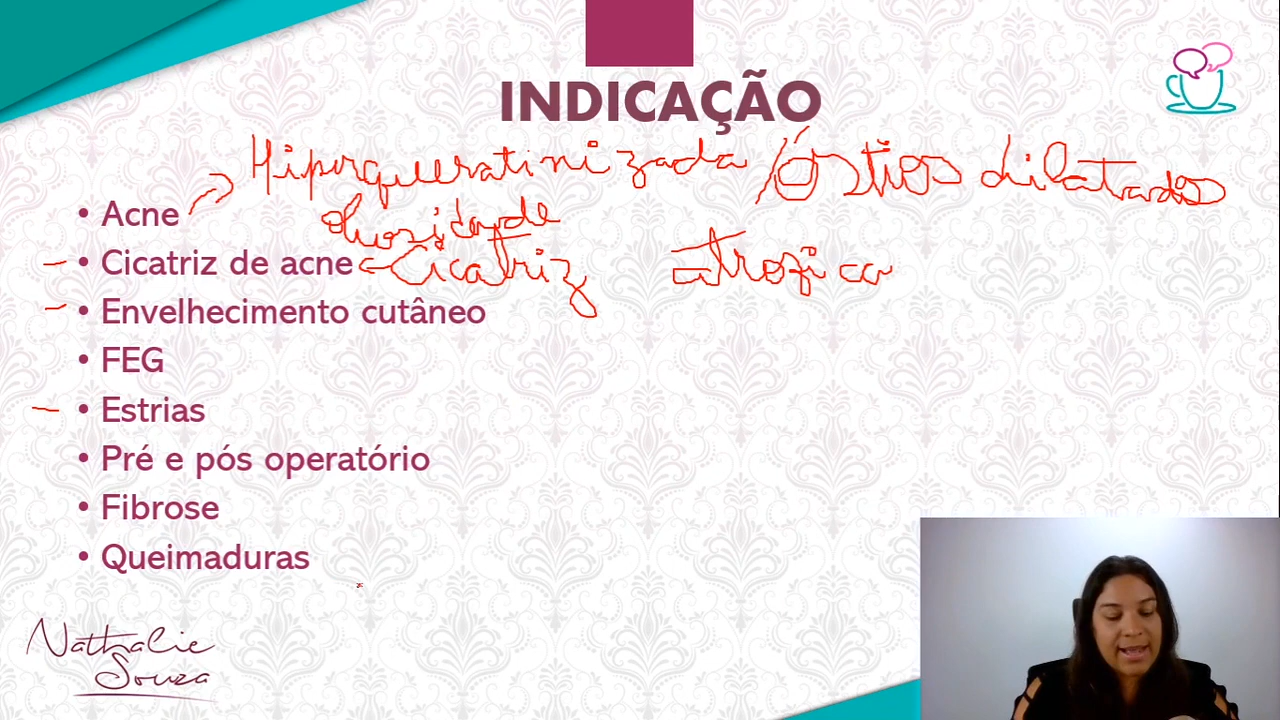 INDICAÇÃO
Hiperqueratinizada / Óstios dilatados
• Acne
oleosidade
• Cicatriz de acne Cicatriz atrofica
• Envelhecimento cutâneo
• FEG
• Estrias
• Pré e pós operatório
• Fibrose
• Queimaduras
Nathalie
Souza